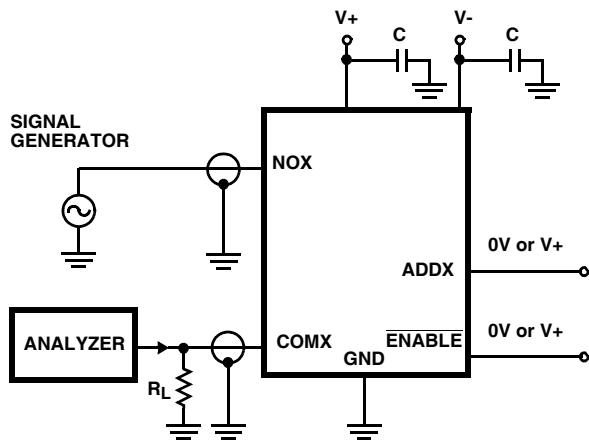 V+
V-
C
C
SIGNAL
GENERATOR
NOX
0V or V+
ADDX
0V or V+
ANALYZER
COMX
ENABLE
GND
RL